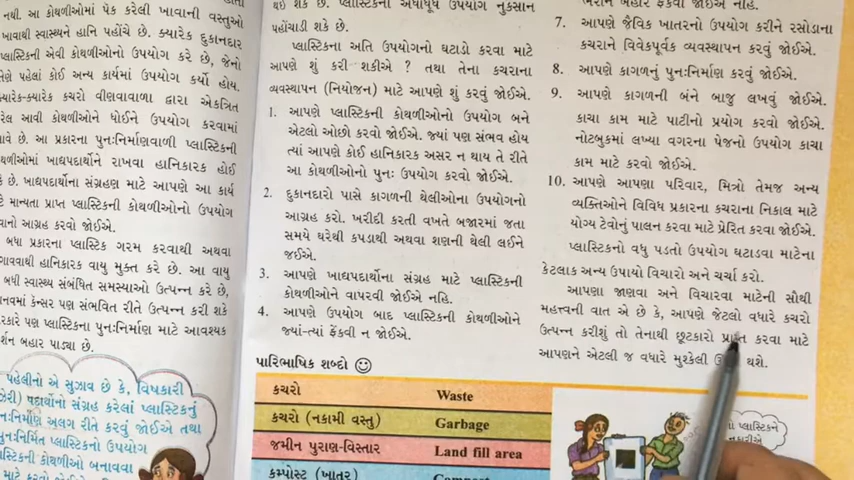 નથી. આ કોથળીઓમાં પેક કરેલી ખાવાની વસ્તુઓ
ખાવાથી સ્વાસ્થ્યને હાનિ પહોંચે છે. ક્યારેક દુકાનદાર
પ્લાસ્ટિકની એવી કોથળીઓનો ઉપયોગ કરે છે, જેનો
પહેલાં કોઈ અન્ય કાર્યમાં ઉપયોગ કર્યો હોય.
ક્યારેક-ક્યારેક કચરો વીણવાવાળા દ્વારા એકત્રિત
આવી કોથળીઓને ધોઈને ઉપયોગ કરવામાં
છે. આ પ્રકારના પુનઃનિર્માણવાળી પ્લાસ્ટિકની
ખાદ્યપદાર્થોને રાખવા હાનિકારક હોઈ
છે. ખાદ્યપદાર્થોના સંગ્રહણ માટે આપણે આ કાર્ય
માન્યતા પ્રાપ્ત પ્લાસ્ટિકની કોથળીઓનો ઉપયોગ
આગ્રહ કરવો જોઈએ.
બધા પ્રકારના પ્લાસ્ટિક ગરમ કરવાથી અથવા
હાનિકારક વાયુ મુક્ત કરે છે. આ વાયુ
સ્વાસ્થ્ય સંબંધિત સમસ્યાઓ ઉત્પન્ન કરે છે,
કેન્સર પણ સંભવિત રીતે ઉત્પન્ન કરી શકે
પણ પ્લાસ્ટિકના પુનઃનિર્માણ માટે આવશ્યક
બહાર પાડ્યા છે.
પહેલીનો એ સુઝાવ છે કે, વિષકારી
પદાર્થોનો સંગ્રહ કરેલાં પ્લાસ્ટિકનું
અલગ રીતે કરવું જોઈએ તથા
પ્લાસ્ટિકનો ઉપયોગ
કોથળીઓ બનાવવા
છે. પ્લાસ્ટિકના ઉપયોગ નુકસાન
પહોંચાડી શકે છે.
પ્લાસ્ટિકના અતિ ઉપયોગનો ઘટાડો કરવા માટે
આપણે શું કરી શકીએ ? તથા તેના કચરાના
વ્યવસ્થાપન (નિયોજન) માટે આપણે શું કરવું જોઈએ.
1. આપણે પ્લાસ્ટિકની કોથળીઓનો ઉપયોગ બને
એટલો ઓછો કરવો જોઈએ. જ્યાં પણ સંભવ હોય
ત્યાં આપણે કોઈ હાનિકારક અસર ન થાય તે રીતે
આ કોથળીઓનો પુનઃ ઉપયોગ કરવો જોઈએ.
2. દુકાનદારો પાસે કાગળની થેલીઓના ઉપયોગનો
આગ્રહ કરો. ખરીદી કરતી વખતે બજારમાં જતા
સમયે ઘરેથી કપડાથી અથવા શણની થેલી લઈને
જઈએ.
3. આપણે ખાદ્યપદાર્થોના સંગ્રહ માટે પ્લાસ્ટિકની
કોથળીઓને વાપરવી જોઈએ નહિ.
4. આપણે ઉપયોગ બાદ પ્લાસ્ટિકની કોથળીઓને
જ્યાં-ત્યાં ફેંકવી ન જોઈએ.
પારિભાષિક શબ્દો
કચરો Waste
કચરો (નકામી વસ્તુ) Garbage
જમીન પુરાણ-વિસ્તાર Land fill area
કમ્પોસ્ટ (ખાતર)
7. આપણે જૈવિક ખાતરનો ઉપયોગ કરીને રસોડાના
કચરાને વિવેકપૂર્વક વ્યવસ્થાપન કરવું જોઈએ.
8. આપણે કાગળનું પુનઃનિર્માણ કરવું જોઈએ.
9. આપણે કાગળની બંને બાજુ લખવું જોઈએ.
કાચા કામ માટે પાટીનો પ્રયોગ કરવો જોઈએ.
નોટબુકમાં લખ્યા વગરના પેજનો ઉપયોગ કાચા
કામ માટે કરવો જોઈએ.
10. આપણે આપણા પરિવાર, મિત્રો તેમજ અન્ય
વ્યક્તિઓને વિવિધ પ્રકારના કચરાના નિકાલ માટે
યોગ્ય ટેવોનું પાલન કરવા માટે પ્રેરિત કરવા જોઈએ.
પ્લાસ્ટિકનો વધુ પડતો ઉપયોગ ઘટાડવા માટેના
કેટલાક અન્ય ઉપાયો વિચારો અને ચર્ચા કરો.
આપણા જાણવા અને વિચારવા માટેની સૌથી
મહત્ત્વની વાત એ છે કે, આપણે જેટલો વધારે કચરો
ઉત્પન્ન કરીશું તો તેનાથી છૂટકારો પ્રાપ્ત કરવા માટે
આપણને એટલી જ વધારે મુશ્કેલી થશે.
પ્લાસ્ટિકને